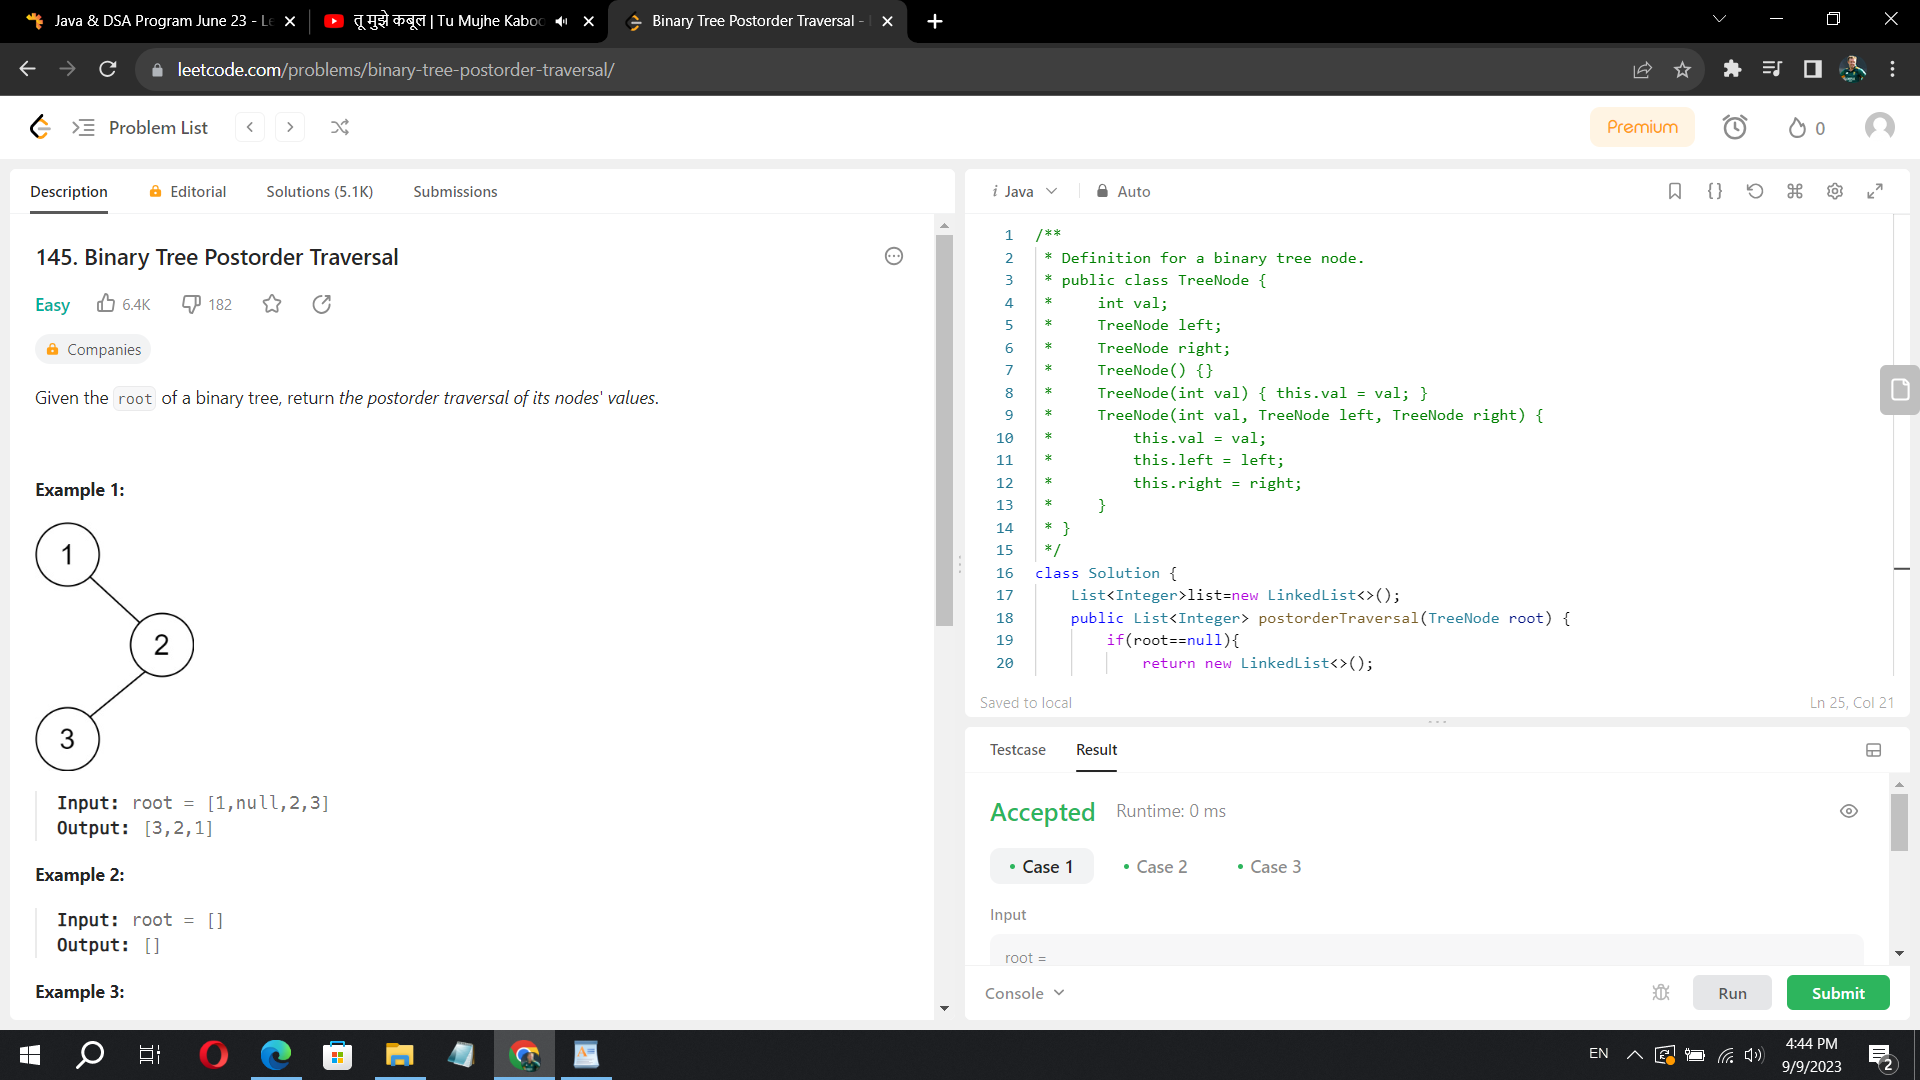 Java & DSA Program June 23 - Le
तू मुझे कबूल | Tu Mujhe Kaboo
Binary Tree Postorder Traversal -
leetcode.com/problems/binary-tree-postorder-traversal/
Problem List
Premium
0
Description
Editorial
Solutions (5.1K)
Submissions
145. Binary Tree Postorder Traversal
Easy
6.4K
182
Companies
Given the root of a binary tree, return the postorder traversal of its nodes' values.
Example 1:
1
2
3
Input: root = [1,null,2,3]
Output: [3,2,1]
Example 2:
Input: root = []
Output: []
Example 3:
i Java
Auto
1 /**
2 * Definition for a binary tree node.
3 * public class TreeNode {
4 * int val;
5 * TreeNode left;
6 * TreeNode right;
7 * TreeNode() {}
8 * TreeNode(int val) { this.val = val; }
9 * TreeNode(int val, TreeNode left, TreeNode right) {
10 * this.val = val;
11 * this.left = left;
12 * this.right = right;
13 * }
14 * }
15 */
16 class Solution {
17 List<Integer>list=new LinkedList<>();
18 public List<Integer> postorderTraversal(TreeNode root) {
19 if(root==null){
20 return new LinkedList<>();
Saved to local
Ln 25, Col 21
Testcase
Result
Accepted
Runtime: 0 ms
• Case 1
• Case 2
• Case 3
Input
root =
Console
Run
Submit
EN
4:44 PM
9/9/2023
2